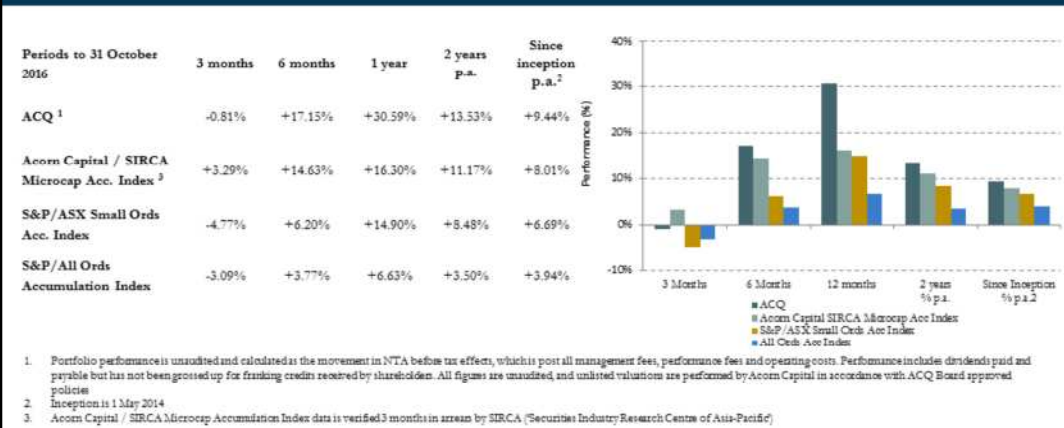 Periods to 31 October 2016 3 months 6 months 1 year 2 years p.a. Since inception p.a.2
ACQ 1 -0.81% +17.15% +30.59% +13.53% +9.44%
Acorn Capital / SIRCA Microcap Acc. Index 3 +3.29% +14.63% +16.30% +11.17% +8.01%
S&P/ASX Small Ords Acc. Index -4.77% +6.20% +14.90% +8.48% +6.69%
S&P/All Ords Accumulation Index -3.09% +3.77% +6.63% +3.50% +3.94%
Performance (%)
40%
30%
20%
10%
0%
-10%
3 Months 6 Months 12 months 2 years % p.a. Since Inception % p.a.2
ACQ
Acorn Capital SIRCA Microcap Acc Index
S&P/ASX Small Ords Acc Index
All Ords Acc Index
1. Portfolio performance is unaudited and calculated as the movement in NTA before tax effects, which is post all management fees, performance fees and operating costs. Performance includes dividends paid and
payable but has not been grossed up for franking credits received by shareholders. All figures are unaudited, and unlisted valuations are performed by Acorn Capital in accordance with ACQ Board approved
policies
2. Inception is 1 May 2014
3. Acorn Capital / SIRCA Microcap Accumulation Index data is verified 3 months in arrears by SIRCA ('Securities Industry Research Centre of Asia-Pacific')